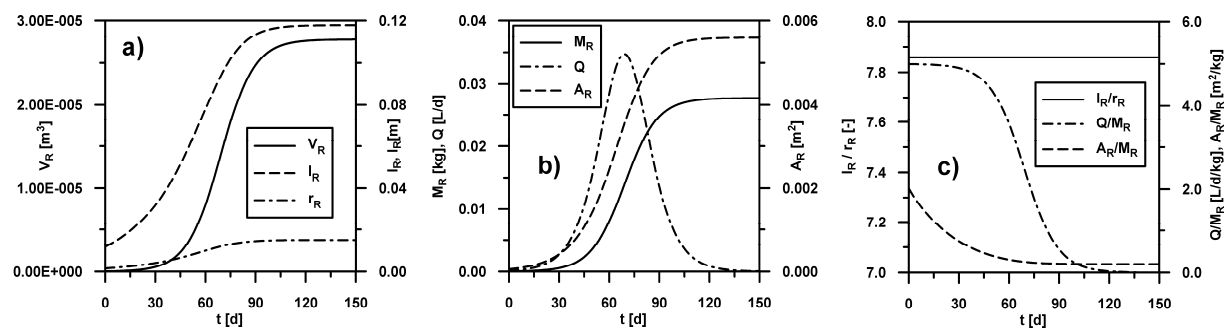 a)
3.00E-005
2.00E-005
1.00E-005
0.00E+000
V_R [m³]
0.12
0.08
0.04
0.00
l_R, l_R[m]
V_R
l_R
r_R
0 30 60 90 120 150
t [d]
b)
0.04
0.03
0.02
0.01
0.00
M_R [kg], Q [L/d]
0.006
0.004
0.002
0.000
A_R [m²]
M_R
Q
A_R
0 30 60 90 120 150
t [d]
c)
8.0
7.8
7.6
7.4
7.2
7.0
l_R / r_R [-]
6.0
4.0
2.0
0.0
Q/M_R [L/d/kg], A_R/M_R [m²/kg]
l_R/r_R
Q/M_R
A_R/M_R
0 30 60 90 120 150
t [d]